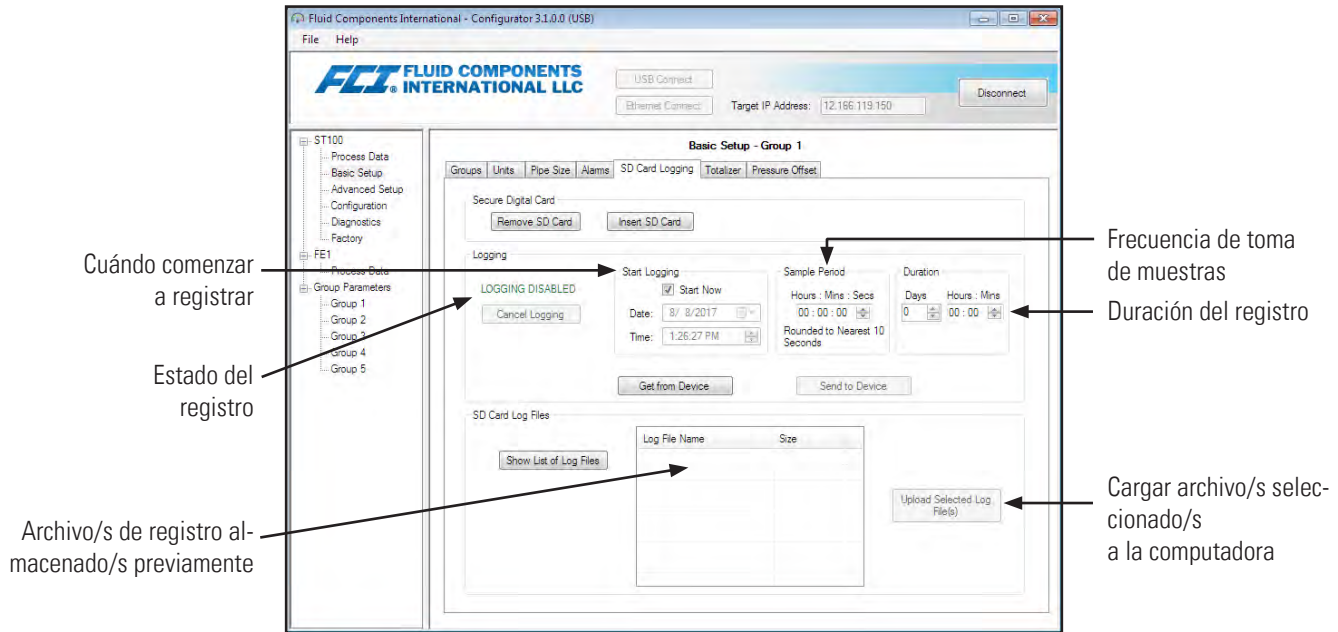 Fluid Components International - Configurator 3.1.0.0 (USB)
File Help
FCI® FLUID COMPONENTS
INTERNATIONAL LLC
USB Connect
Ethernet Connect
Target IP Address: 12.166.119.150
Disconnect
ST100
Process Data
Basic Setup
Advanced Setup
Configuration
Diagnostics
Factory
FE1
Process Data
Group Parameters
Group 1
Group 2
Group 3
Group 4
Group 5
Basic Setup - Group 1
Groups Units Pipe Size Alarms SD Card Logging Totalizer Pressure Offset
Secure Digital Card
Remove SD Card Insert SD Card
Logging
LOGGING DISABLED
Cancel Logging
Start Logging
Start Now
Date: 8/ 8/2017
Time: 1:26:27 PM
Sample Period
Hours : Mins : Secs
00 : 00 : 00
Rounded to Nearest 10
Seconds
Duration
Days Hours : Mins
0 00 : 00
Get from Device Send to Device
SD Card Log Files
Show List of Log Files
Log File Name Size
Upload Selected Log
File(s)
Cuándo comenzar
a registrar
Estado del
registro
Archivo/s de registro al-
macenado/s previamente
Frecuencia de toma
de muestras
Duración del registro
Cargar archivo/s selec-
cionado/s
a la computadora